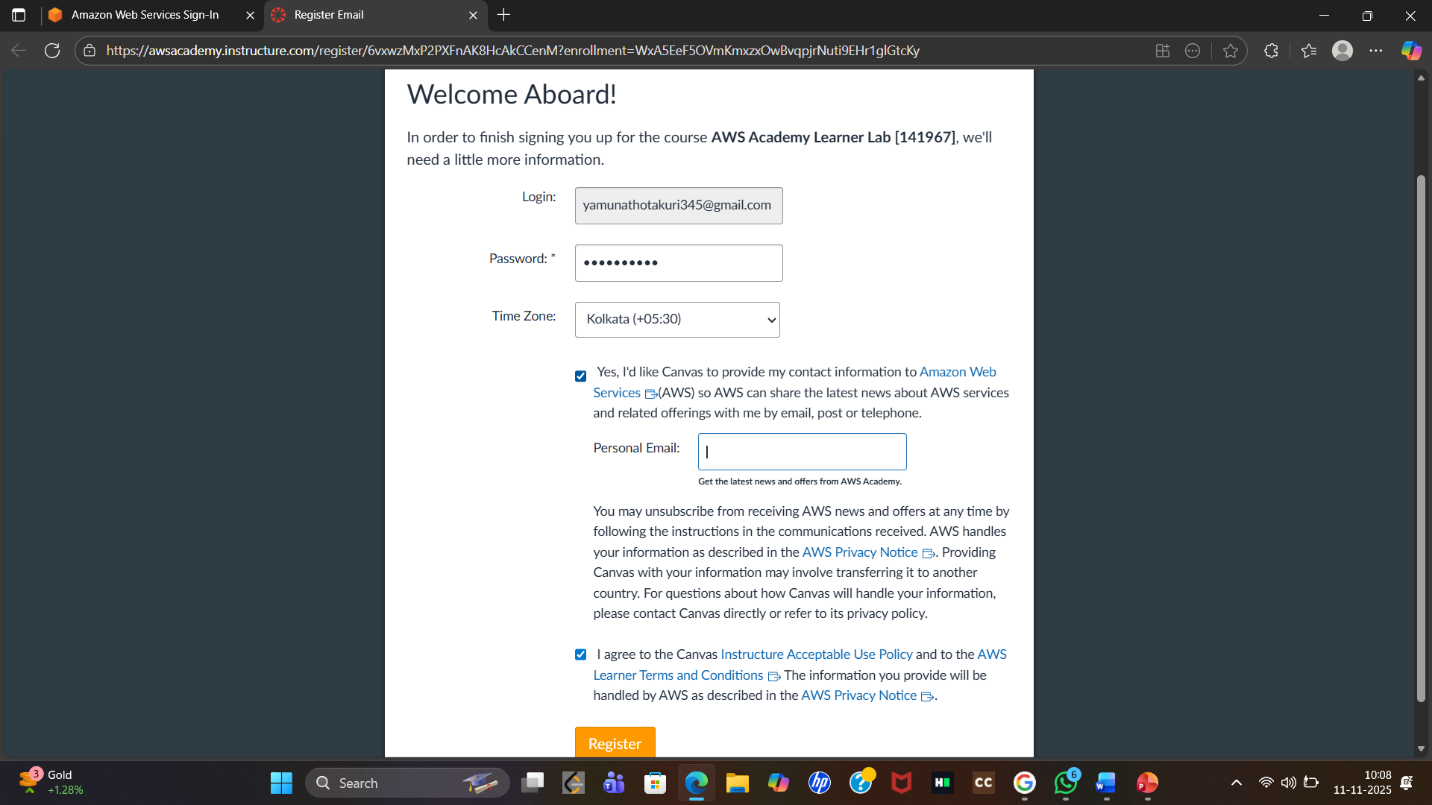 Amazon Web Services Sign-In
Register Email
https://awsacademy.instructure.com/register/6vxwzMxP2PXFnAK8HcAkCCenM?enrollment=WxA5EeF5OVmKmxzxOwBvqpjrNuti9EHr1glGtcKy
Welcome Aboard!
In order to finish signing you up for the course AWS Academy Learner Lab [141967], we'll
need a little more information.
Login: yamunathotakuri345@gmail.com
Password: * ••••••••••
Time Zone: Kolkata (+05:30)
Yes, I'd like Canvas to provide my contact information to Amazon Web
Services (AWS) so AWS can share the latest news about AWS services
and related offerings with me by email, post or telephone.
Personal Email:
Get the latest news and offers from AWS Academy.
You may unsubscribe from receiving AWS news and offers at any time by
following the instructions in the communications received. AWS handles
your information as described in the AWS Privacy Notice . Providing
Canvas with your information may involve transferring it to another
country. For questions about how Canvas will handle your information,
please contact Canvas directly or refer to its privacy policy.
I agree to the Canvas Instructure Acceptable Use Policy and to the AWS
Learner Terms and Conditions The information you provide will be
handled by AWS as described in the AWS Privacy Notice .
Register
3
Gold
+1.28%
Search
hp
H
CC
6
W
P
10:08
11-11-2025